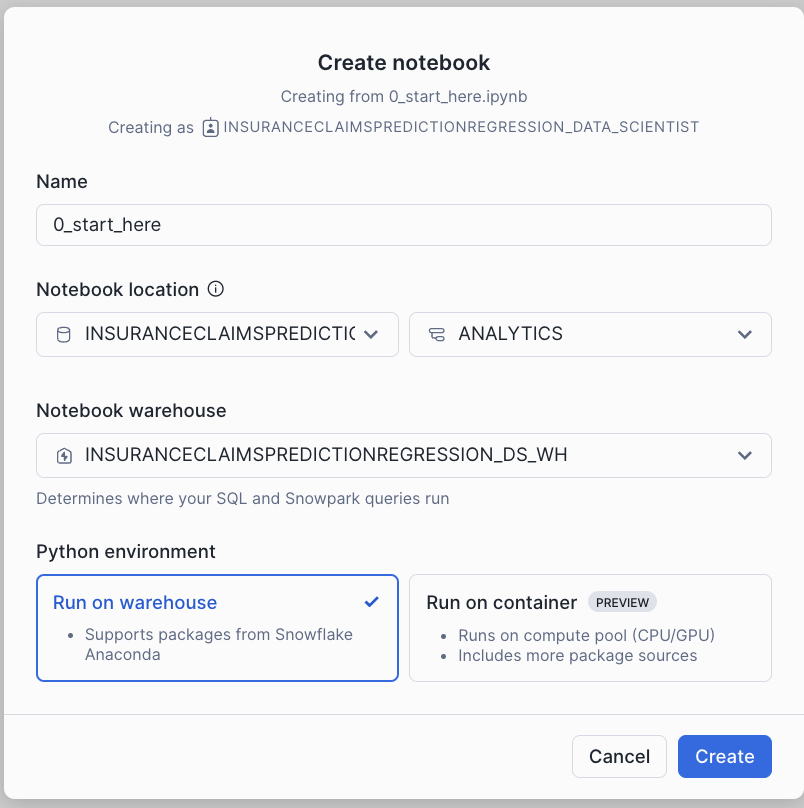 Create notebook
Creating from 0_start_here.ipynb
Creating as INSURANCECLAIMSPREDICTIONREGRESSION_DATA_SCIENTIST
Name
0_start_here
Notebook location
INSURANCECLAIMSPREDICTIO
ANALYTICS
Notebook warehouse
INSURANCECLAIMSPREDICTIONREGRESSION_DS_WH
Determines where your SQL and Snowpark queries run
Python environment
Run on warehouse
• Supports packages from Snowflake
Anaconda
Run on container PREVIEW
• Runs on compute pool (CPU/GPU)
• Includes more package sources
Cancel
Create